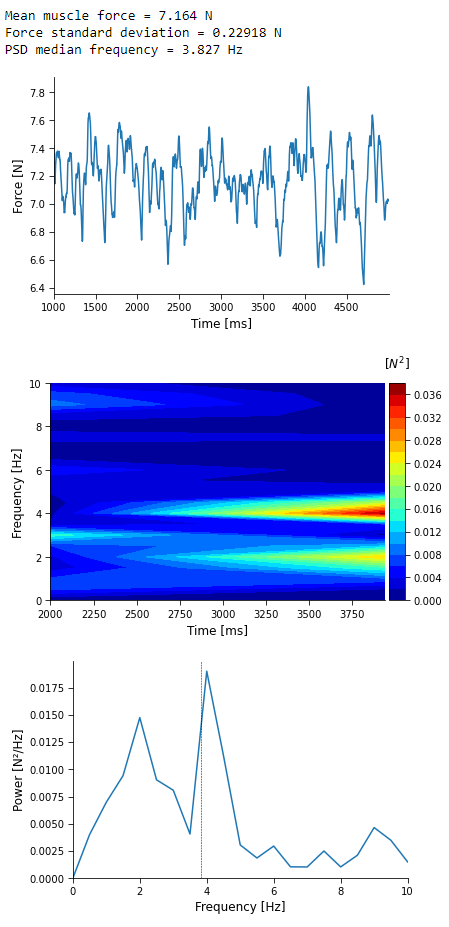 Mean muscle force = 7.164 N
Force standard deviation = 0.22918 N
PSD median frequency = 3.827 Hz
7.8
7.6
7.4
7.2
7.0
6.8
6.6
6.4
Force [N]
1000 1500 2000 2500 3000 3500 4000 4500
Time [ms]
[N²]
10
8
6
4
2
0
Frequency [Hz]
0.036
0.032
0.028
0.024
0.020
0.016
0.012
0.008
0.004
0.000
2000 2250 2500 2750 3000 3250 3500 3750
Time [ms]
0.0175
0.0150
0.0125
0.0100
0.0075
0.0050
0.0025
0.0000
Power [N²/Hz]
0 2 4 6 8 10
Frequency [Hz]